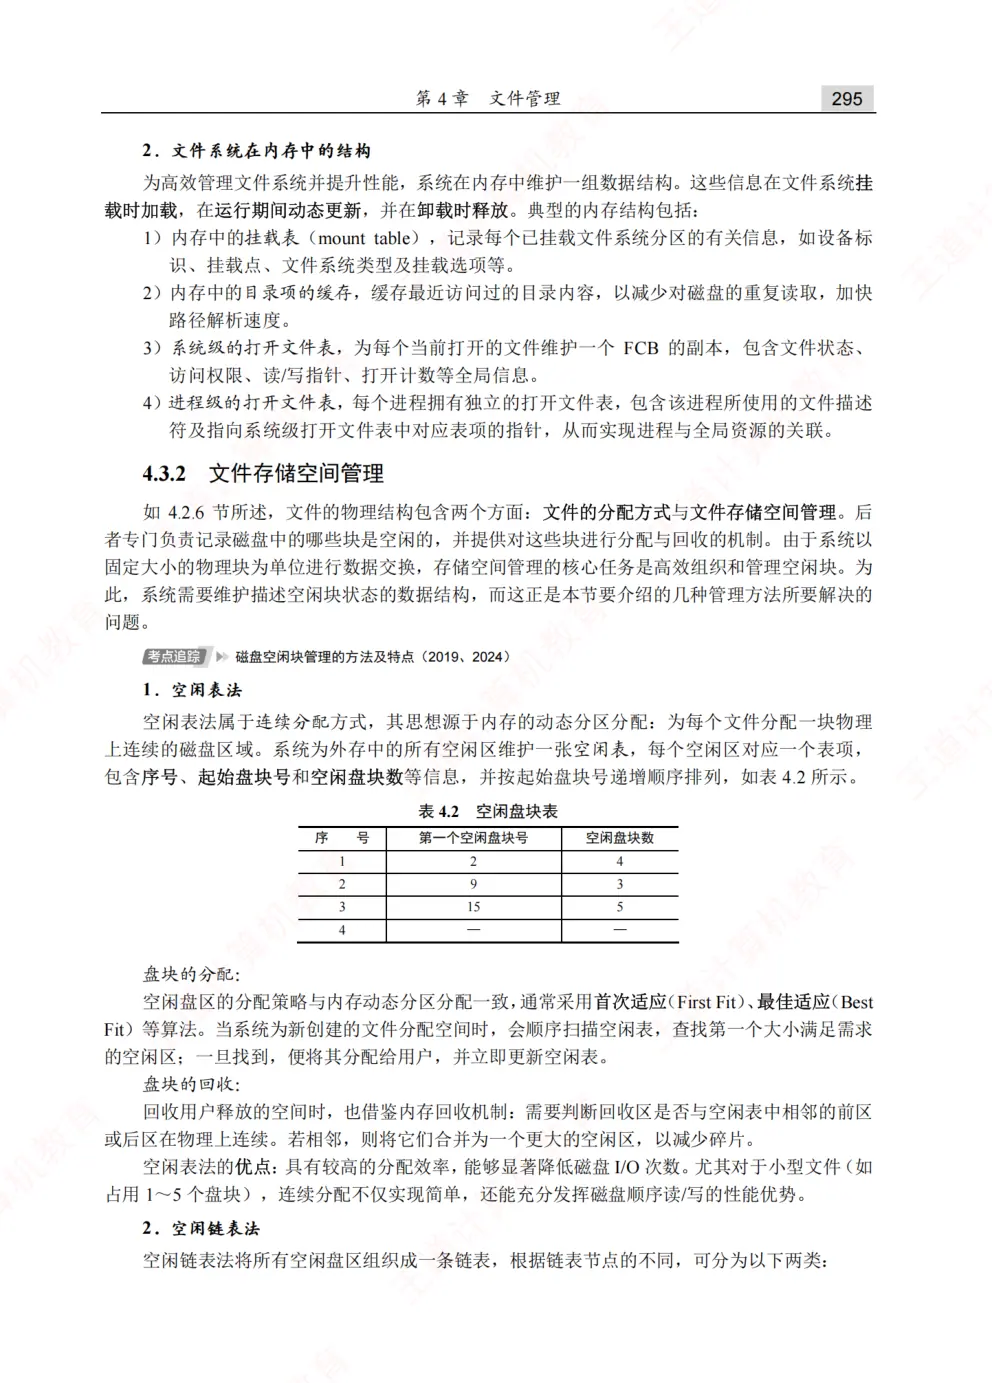 第 4 章 文件管理 295
2．文件系统在内存中的结构
为高效管理文件系统并提升性能，系统在内存中维护一组数据结构。这些信息在文件系统挂
载时加载，在运行期间动态更新，并在卸载时释放。典型的内存结构包括：
1）内存中的挂载表（mount table），记录每个已挂载文件系统分区的有关信息，如设备标
识、挂载点、文件系统类型及挂载选项等。
2）内存中的目录项的缓存，缓存最近访问过的目录内容，以减少对磁盘的重复读取，加快
路径解析速度。
3）系统级的打开文件表，为每个当前打开的文件维护一个 FCB 的副本，包含文件状态、
访问权限、读/写指针、打开计数等全局信息。
4）进程级的打开文件表，每个进程拥有独立的打开文件表，包含该进程所使用的文件描述
符及指向系统级打开文件表中对应表项的指针，从而实现进程与全局资源的关联。
4.3.2 文件存储空间管理
如 4.2.6 节所述，文件的物理结构包含两个方面：文件的分配方式与文件存储空间管理。后
者专门负责记录磁盘中的哪些块是空闲的，并提供对这些块进行分配与回收的机制。由于系统以
固定大小的物理块为单位进行数据交换，存储空间管理的核心任务是高效组织和管理空闲块。为
此，系统需要维护描述空闲块状态的数据结构，而这正是本节要介绍的几种管理方法所要解决的
问题。
考点追踪 磁盘空闲块管理的方法及特点（2019、2024）
1．空闲表法
空闲表法属于连续分配方式，其思想源于内存的动态分区分配：为每个文件分配一块物理
上连续的磁盘区域。系统为外存中的所有空闲区维护一张空闲表，每个空闲区对应一个表项，
包含序号、起始盘块号和空闲盘块数等信息，并按起始盘块号递增顺序排列，如表 4.2 所示。
表 4.2 空闲盘块表
序 号 第一个空闲盘块号 空闲盘块数
1 2 4
2 9 3
3 15 5
4 — —
盘块的分配：
空闲盘区的分配策略与内存动态分区分配一致，通常采用首次适应（First Fit）、最佳适应（Best
Fit）等算法。当系统为新创建的文件分配空间时，会顺序扫描空闲表，查找第一个大小满足需求
的空闲区；一旦找到，便将其分配给用户，并立即更新空闲表。
盘块的回收：
回收用户释放的空间时，也借鉴内存回收机制：需要判断回收区是否与空闲表中相邻的前区
或后区在物理上连续。若相邻，则将它们合并为一个更大的空闲区，以减少碎片。
空闲表法的优点：具有较高的分配效率，能够显著降低磁盘 I/O 次数。尤其对于小型文件（如
占用 1～5 个盘块），连续分配不仅实现简单，还能充分发挥磁盘顺序读/写的性能优势。
2．空闲链表法
空闲链表法将所有空闲盘区组织成一条链表，根据链表节点的不同，可分为以下两类：